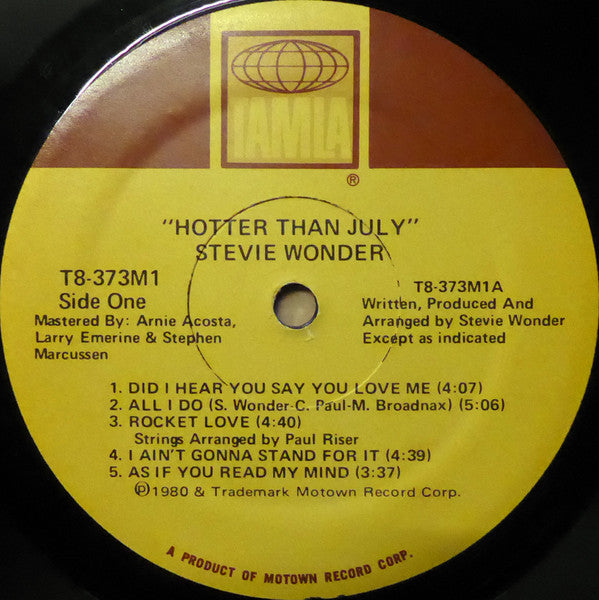 TAMLA
®
"HOTTER THAN JULY"
STEVIE WONDER
T8-373M1
Side One
Mastered By: Arnie Acosta,
Larry Emerine & Stephen
Marcussen
T8-373M1A
Written, Produced And
Arranged by Stevie Wonder
Except as indicated
1. DID I HEAR YOU SAY YOU LOVE ME (4:07)
2. ALL I DO (S. Wonder-C. Paul-M. Broadnax) (5:06)
3. ROCKET LOVE (4:40)
Strings Arranged by Paul Riser
4. I AIN'T GONNA STAND FOR IT (4:39)
5. AS IF YOU READ MY MIND (3:37)
℗1980 & Trademark Motown Record Corp.
A PRODUCT OF MOTOWN RECORD CORP.